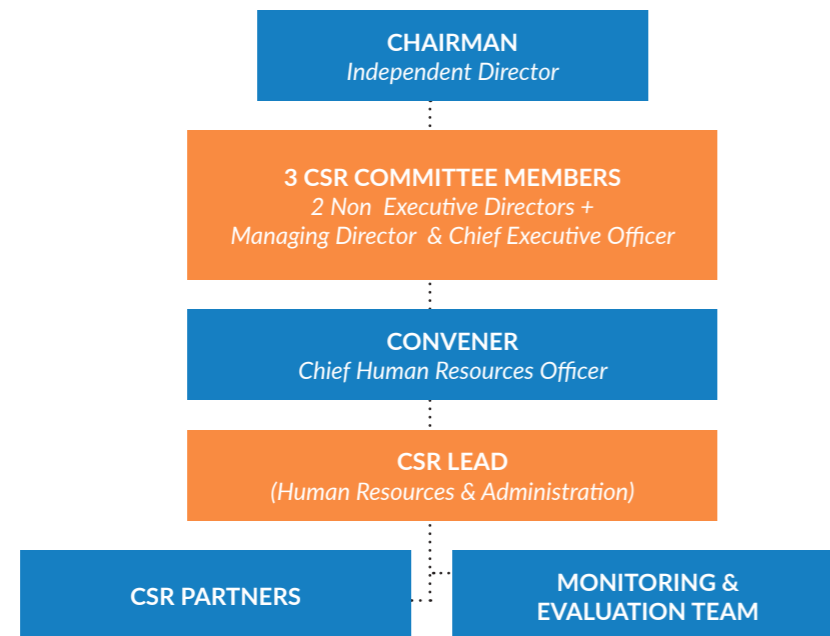 CHAIRMAN
Independent Director
3 CSR COMMITTEE MEMBERS
2 Non Executive Directors +
Managing Director & Chief Executive Officer
CONVENER
Chief Human Resources Officer
CSR LEAD
(Human Resources & Administration)
CSR PARTNERS
MONITORING &
EVALUATION TEAM